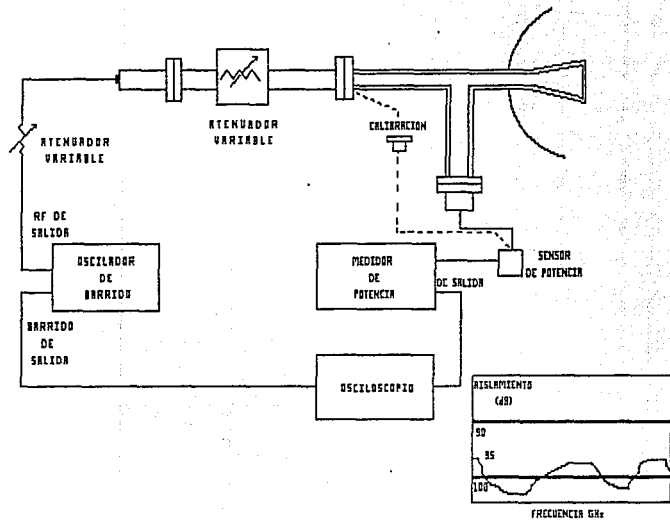 ATENUADOR
VARIABLE
CALIBRACION
ATENUADOR
VARIABLE
RF DE
SALIDA
OSCILADOR
DE
BARRIDO
MEDIDOR
DE
POTENCIA
SENSOR
DE POTENCIA
DE SALIDA
BARRIDO
DE
SALIDA
OSCILOSCOPIO
AISLAMIENTO
(dB)
90
95
100
FRECUENCIA GHz